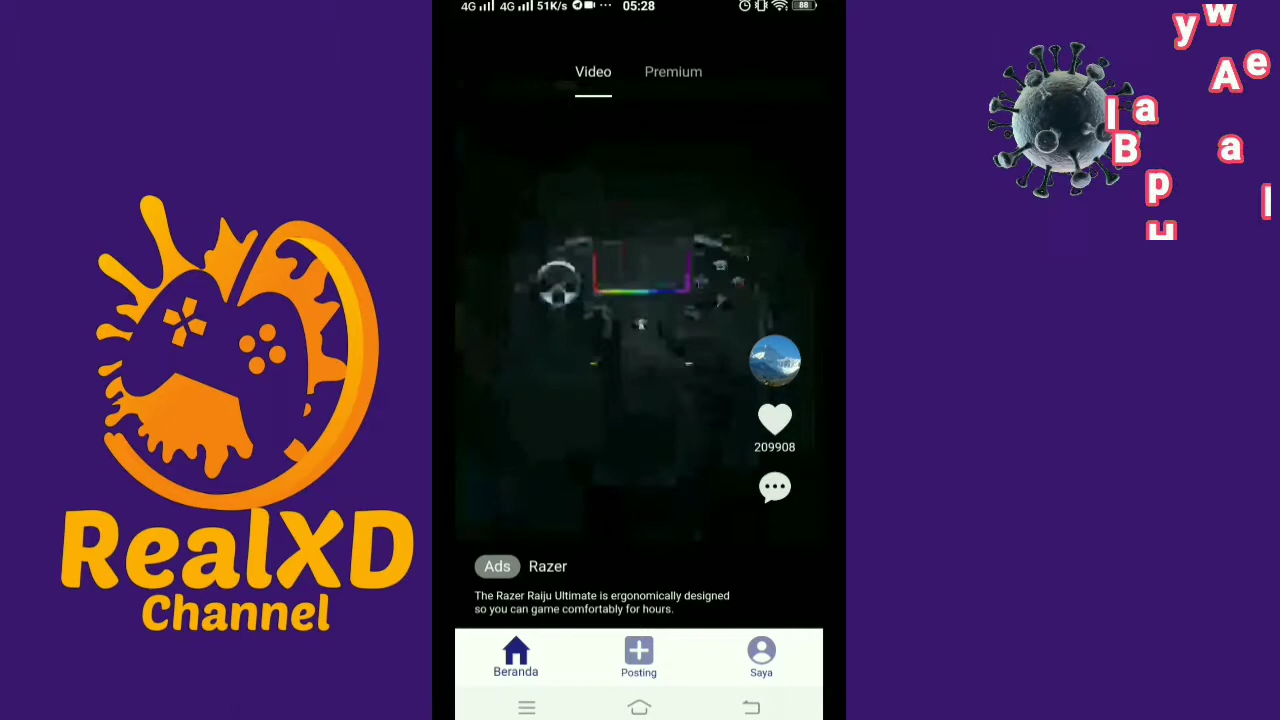 4G 4G 51K/s ... 05:28 88
Video Premium
209908
Ads Razer
The Razer Raiju Ultimate is ergonomically designed
so you can game comfortably for hours.
Beranda Posting Saya
RealXD
Channel
y w
A e
l a
B a
p l
u